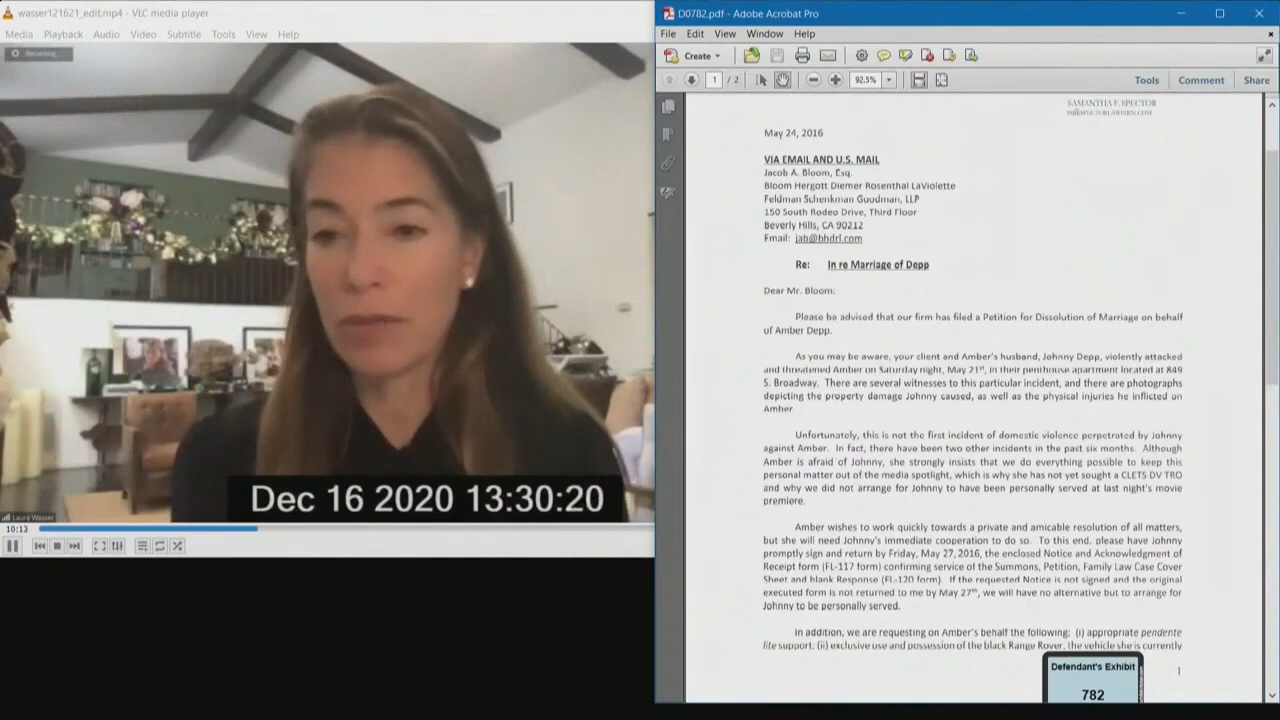 wasser121621_edit.mp4 - VLC media player
Media Playback Audio Video Subtitle Tools View Help
Recording...
Dec 16 2020 13:30:20
Laura Wasser
10:13
D0782.pdf - Adobe Acrobat Pro
File Edit View Window Help
Create
1 / 2
92.5%
Tools Comment Share
SAMANTHA F. SPECTOR
May 24, 2016
VIA EMAIL AND U.S. MAIL
Jacob A. Bloom, Esq.
Bloom Hergott Diemer Rosenthal LaViolette
Feldman Schenkman Goodman, LLP
150 South Rodeo Drive, Third Floor
Beverly Hills, CA 90212
Email: jab@bhdrl.com
Re: In re Marriage of Depp
Dear Mr. Bloom:
Please be advised that our firm has filed a Petition for Dissolution of Marriage on behalf
of Amber Depp.
As you may be aware, your client and Amber's husband, Johnny Depp, violently attacked
and threatened Amber on Saturday night, May 21st, in their penthouse apartment located at 849
S. Broadway. There are several witnesses to this particular incident, and there are photographs
depicting the property damage Johnny caused, as well as the physical injuries he inflicted on
Amber.
Unfortunately, this is not the first incident of domestic violence perpetrated by Johnny
against Amber. In fact, there have been two other incidents in the past six months. Although
Amber is afraid of Johnny, she strongly insists that we do everything possible to keep this
personal matter out of the media spotlight, which is why she has not yet sought a CLETS DV TRO
and why we did not arrange for Johnny to have been personally served at last night's movie
premiere.
Amber wishes to work quickly towards a private and amicable resolution of all matters,
but she will need Johnny's immediate cooperation to do so. To this end, please have Johnny
promptly sign and return by Friday, May 27, 2016, the enclosed Notice and Acknowledgment of
Receipt form (FL-117 form) confirming service of the Summons, Petition, Family Law Case Cover
Sheet and blank Response (FL-120 form). If the requested Notice is not signed and the original
executed form is not returned to me by May 27th, we will have no alternative but to arrange for
Johnny to be personally served.
In addition, we are requesting on Amber's behalf the following: (i) appropriate pendente
lite support; (ii) exclusive use and possession of the black Range Rover, the vehicle she is currently
1
Defendant's Exhibit
782